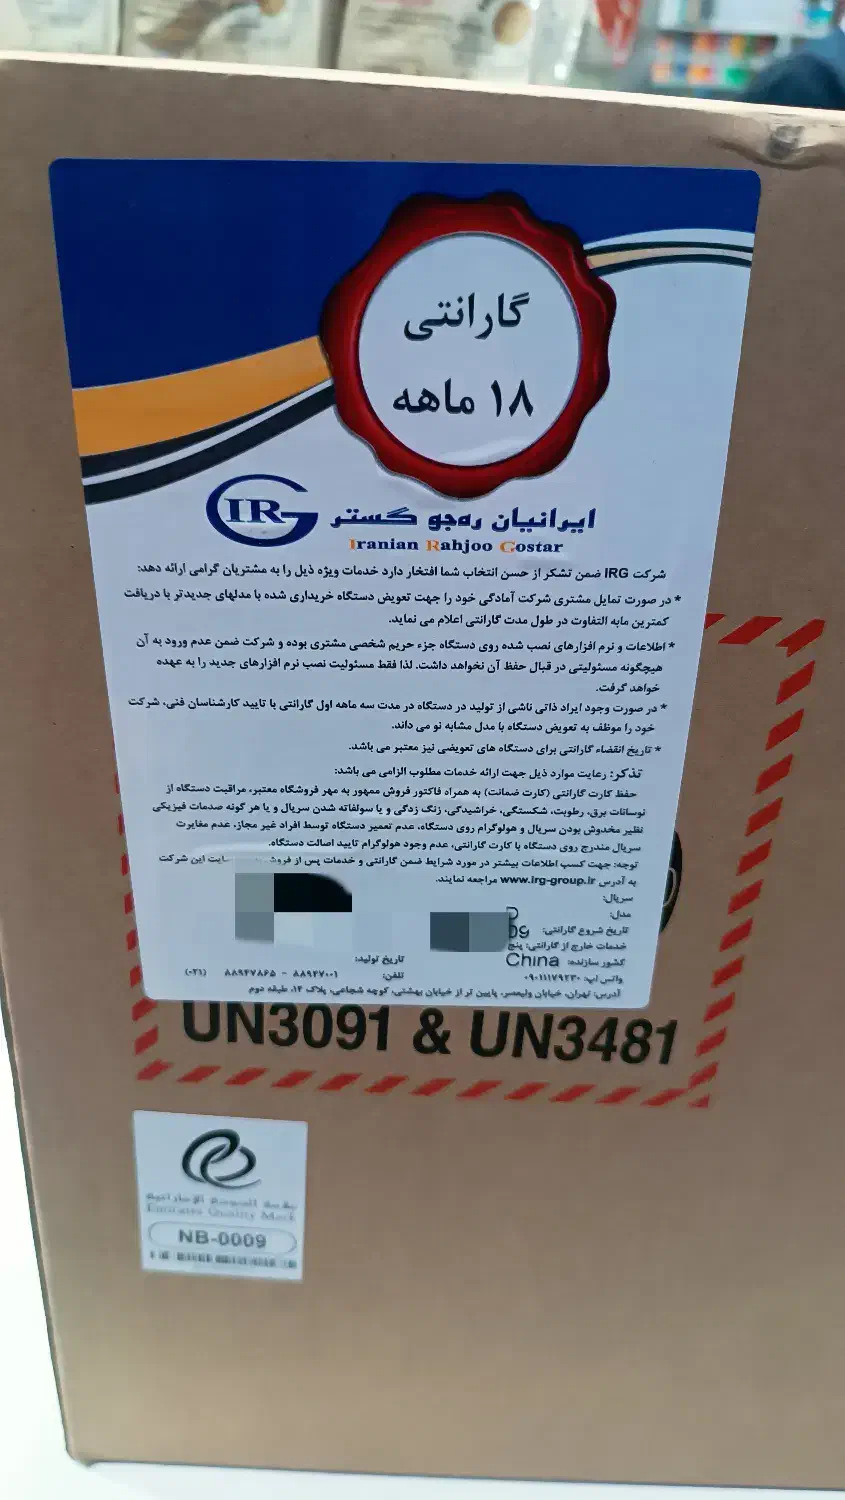 گارانتی
۱۸ ماهه
IRG
ایرانیان ره‌جو گستر
Iranian Rahjoo Gostar
شرکت IRG ضمن تشکر از حسن انتخاب شما افتخار دارد خدمات ویژه ذیل را به مشتریان گرامی ارائه دهد:
* در صورت تمایل مشتری شرکت آمادگی خود را جهت تعویض دستگاه خریداری شده با مدلهای جدیدتر با دریافت
کمترین مابه التفاوت در طول مدت گارانتی اعلام می نماید.
* اطلاعات و نرم افزارهای نصب شده روی دستگاه جزء حریم شخصی مشتری بوده و شرکت ضمن عدم ورود به آن
هیچگونه مسئولیتی در قبال حفظ آن نخواهد داشت. لذا فقط مسئولیت نصب نرم افزارهای جدید را به عهده
خواهد گرفت.
* در صورت وجود ایراد ذاتی ناشی از تولید در دستگاه در مدت سه ماهه اول گارانتی با تایید کارشناسان فنی، شرکت
خود را موظف به تعویض دستگاه با مدل مشابه نو می داند.
* تاریخ انقضاء گارانتی برای دستگاه های تعویضی نیز معتبر می باشد.
تذکر: رعایت موارد ذیل جهت ارائه خدمات مطلوب الزامی می باشد:
حفظ کارت گارانتی (کارت ضمانت) به همراه فاکتور فروش ممهور به مهر فروشگاه معتبر، مراقبت دستگاه از
نوسانات برق، رطوبت، شکستگی، خراشیدگی، زنگ زدگی و یا سولفاته شدن سریال و یا هر گونه صدمات فیزیکی
نظیر مخدوش بودن سریال و هولوگرام روی دستگاه، عدم تعمیر دستگاه توسط افراد غیر مجاز، عدم مغایرت
سریال مندرج روی دستگاه با کارت گارانتی، عدم وجود هولوگرام تایید اصالت دستگاه.
توجه: جهت کسب اطلاعات بیشتر در مورد شرایط ضمن گارانتی و خدمات پس از فروش سایت این شرکت
به آدرس www.irg-group.ir مراجعه نمایند.
سریال:
مدل:
تاریخ شروع گارانتی:
خدمات خارج از گارانتی: پنج
کشور سازنده: China تاریخ تولید:
واتس اپ: ۰۹۰۱۱۱۷۹۲۳۰ تلفن: ۸۸۹۴۷۰۰۱ - ۸۸۹۴۷۸۶۵ (۰۲۱)
آدرس: تهران، خیابان ولیعصر، پایین تر از خیابان بهشتی، کوچه شجاعی، پلاک ۱۴، طبقه دوم
UN3091 & UN3481
Emirates Quality Mark
NB-0009